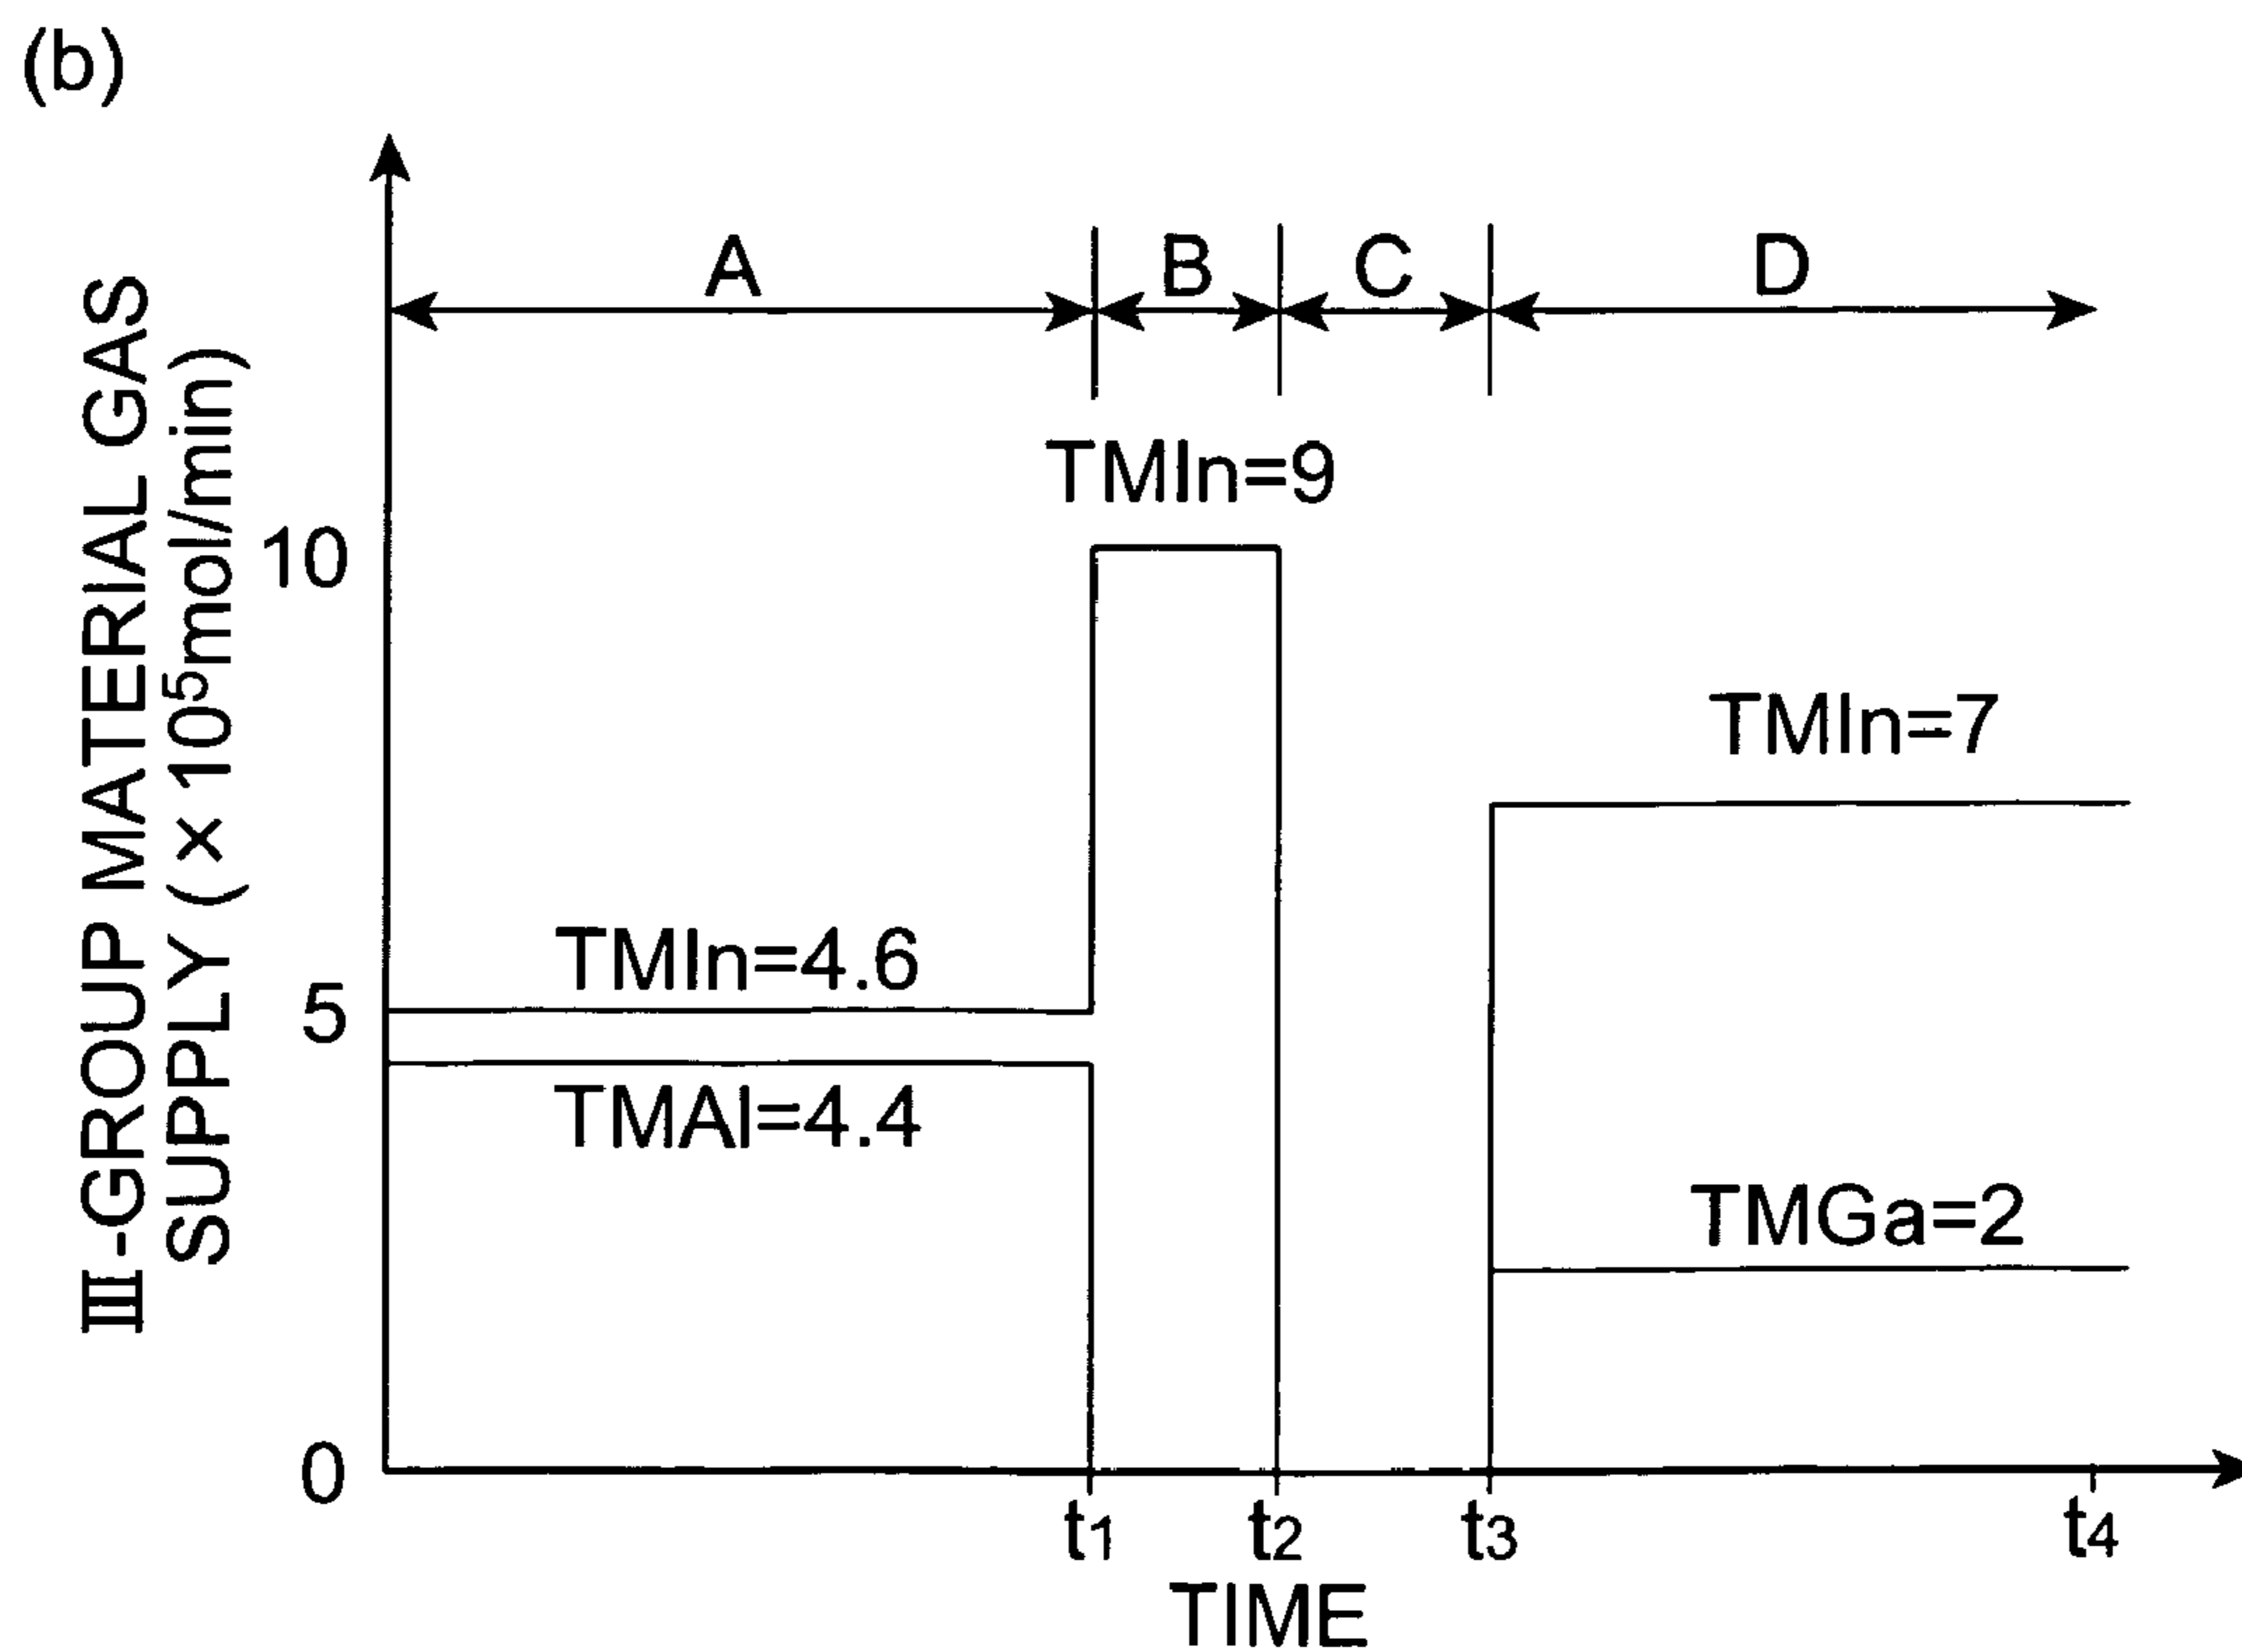 (b)
III-GROUP MATERIAL GAS
SUPPLY (×10⁵mol/min)
A B C D
TMIn=9
10
TMIn=7
TMIn=4.6
5
TMAl=4.4
TMGa=2
0
t1 t2 t3 t4
TIME